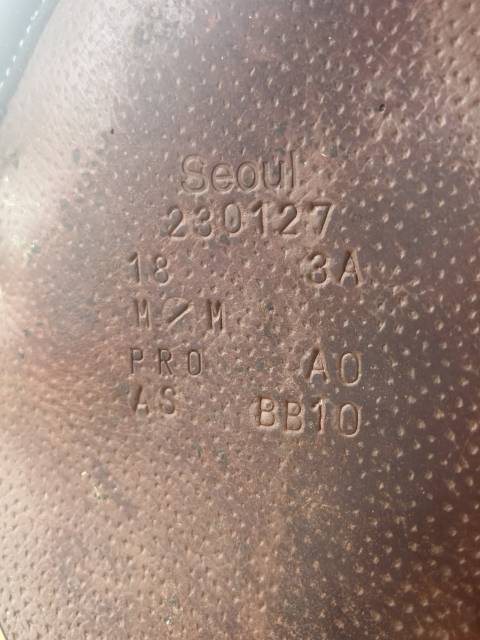 Seoul
230127
18 3A
M/M
PRO A0
AS BB10